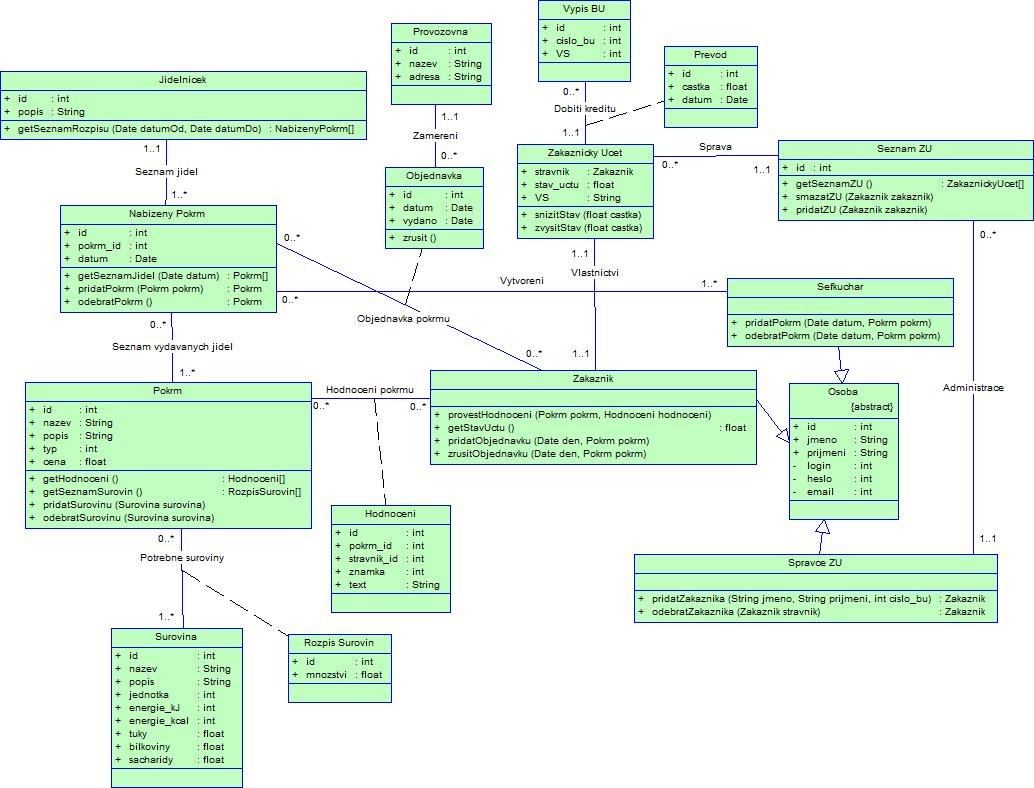 Vypis BU
+ id : int
+ cislo_bu : int
+ VS : int
Provozovna
+ id : int
+ nazev : String
+ adresa : String
Prevod
+ id : int
+ castka : float
+ datum : Date
Jidelnicek
+ id : int
+ popis : String
+ getSeznamRozpisu (Date datumOd, Date datumDo) : NabizenyPokrm[]
0..*
Dobiti kreditu
1..1
1..1
Zamereni
0..*
1..1
Seznam jidel
1..*
Zakaznicky Ucet
+ stravnik : Zakaznik
+ stav_uctu : float
+ VS : String
+ snizitStav (float castka)
+ zvysitStav (float castka)
0..*
Sprava
1..1
Seznam ZU
+ id : int
+ getSeznamZU () : ZakaznickyUcet[]
+ smazatZU (Zakaznik zakaznik)
+ pridatZU (Zakaznik zakaznik)
Objednavka
+ id : int
+ datum : Date
+ vydano : Date
+ zrusit ()
Nabizeny Pokrm
+ id : int
+ pokrm_id : int
+ datum : Date
+ getSeznamJidel (Date datum) : Pokrm[]
+ pridatPokrm (Pokrm pokrm) : Pokrm
+ odebratPokrm () : Pokrm
0..*
0..*
1..1
Vlastnictvi
1..1
0..*
Vytvoreni
1..*
Sefkuchar
+ pridatPokrm (Date datum, Pokrm pokrm)
+ odebratPokrm (Date datum, Pokrm pokrm)
Objednavka pokrmu
0..*
0..*
Seznam vydavanych jidel
1..*
Pokrm
+ id : int
+ nazev : String
+ popis : String
+ typ : int
+ cena : float
+ getHodnoceni () : Hodnoceni[]
+ getSeznamSurovin () : RozpisSurovin[]
+ pridatSurovinu (Surovina surovina)
+ odebratSurovinu (Surovina surovina)
Hodnoceni pokrmu
0..*
0..*
Zakaznik
+ provestHodnoceni (Pokrm pokrm, Hodnoceni hodnoceni)
+ getStavUctu () : float
+ pridatObjednavku (Date den, Pokrm pokrm)
+ zrusitObjednavku (Date den, Pokrm pokrm)
Osoba
{abstract}
+ id : int
+ jmeno : String
+ prijmeni : String
- login : int
- heslo : int
- email : int
Administrace
1..1
Hodnoceni
+ id : int
+ pokrm_id : int
+ stravnik_id : int
+ znamka : int
+ text : String
Spravce ZU
+ pridatZakaznika (String jmeno, String prijmeni, int cislo_bu) : Zakaznik
+ odebratZakaznika (Zakaznik stravnik) : Zakaznik
0..*
Potrebne suroviny
1..*
Surovina
+ id : int
+ nazev : String
+ popis : String
+ jednotka : int
+ energie_kJ : int
+ energie_kcal : int
+ tuky : float
+ bilkoviny : float
+ sacharidy : float
Rozpis Surovin
+ id : int
+ mnozstvi : float